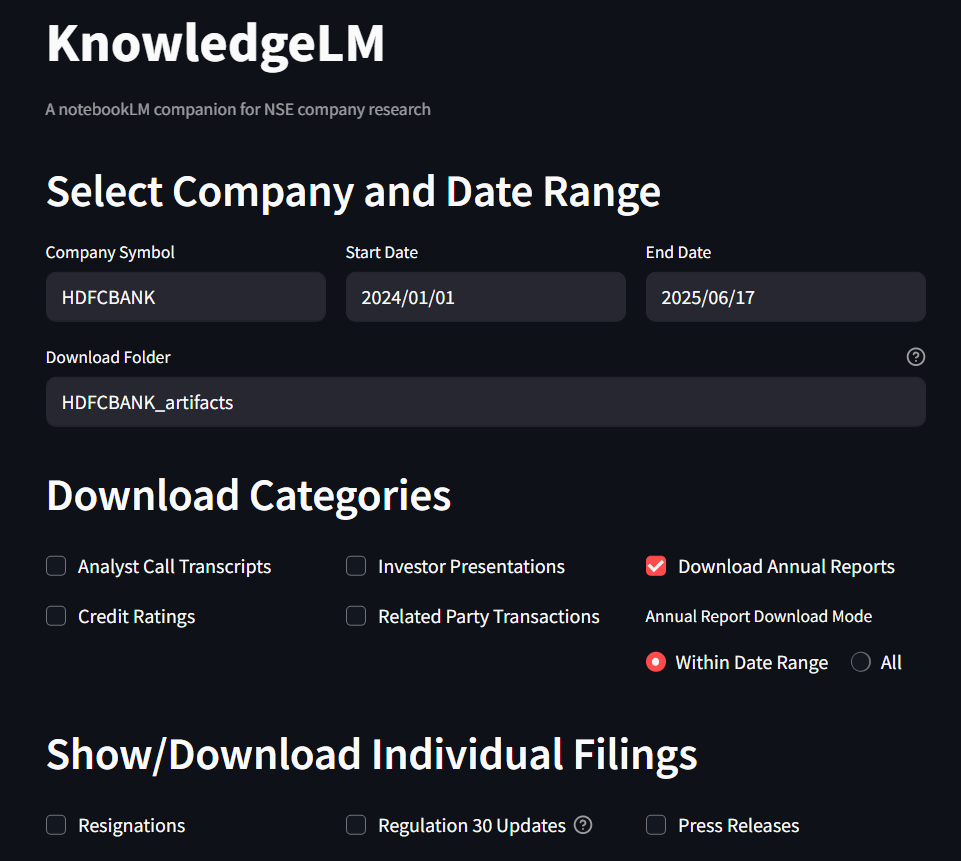 KnowledgeLM
A notebookLM companion for NSE company research
Select Company and Date Range
Company Symbol Start Date End Date
HDFCBANK 2024/01/01 2025/06/17
Download Folder
HDFCBANK_artifacts
Download Categories
Analyst Call Transcripts Investor Presentations Download Annual Reports
Credit Ratings Related Party Transactions Annual Report Download Mode
Within Date Range All
Show/Download Individual Filings
Resignations Regulation 30 Updates Press Releases